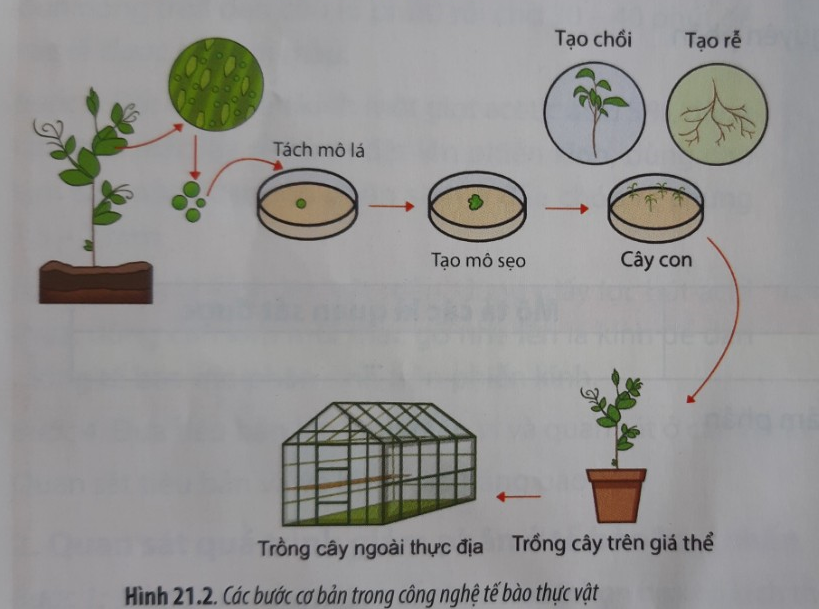 Tạo chồi Tạo rễ
Tách mô lá
Tạo mô sẹo Cây con
Trồng cây ngoài thực địa Trồng cây trên giá thể
Hình 21.2. Các bước cơ bản trong công nghệ tế bào thực vật